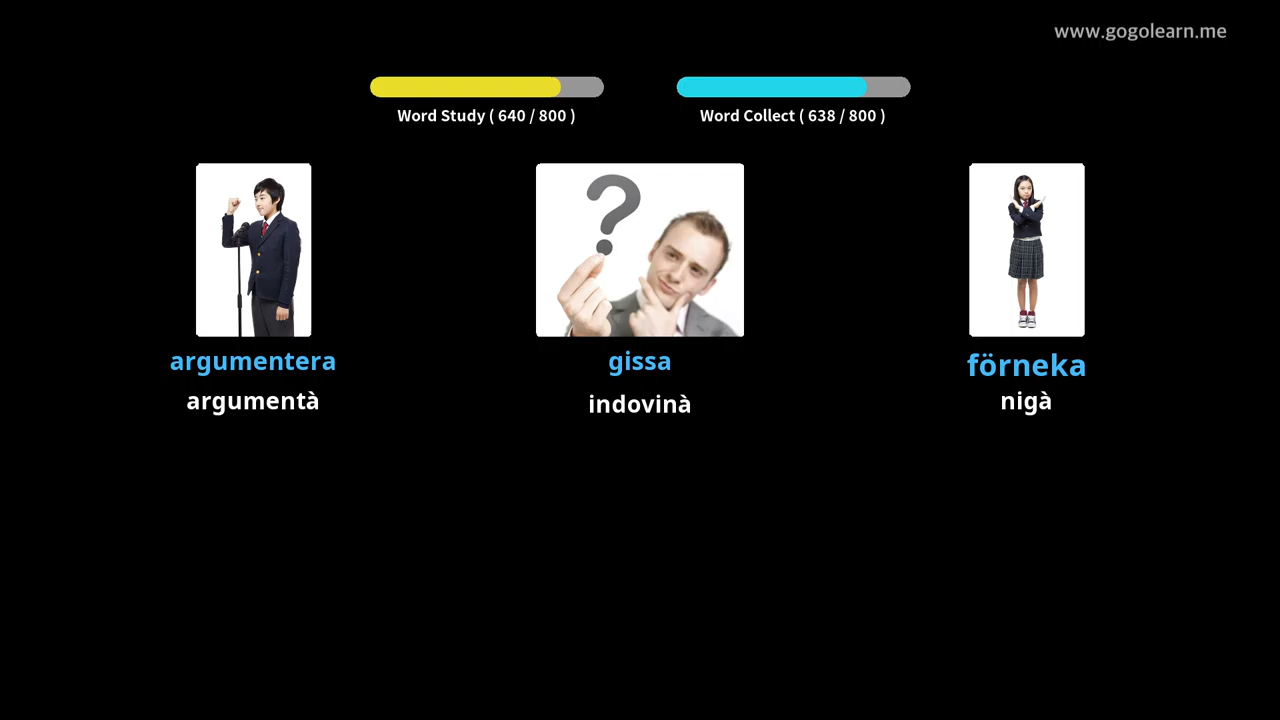 www.gogolearn.me
Word Study ( 640 / 800 )
Word Collect ( 638 / 800 )
argumentera
argumentà
gissa
indovinà
förneka
nigà